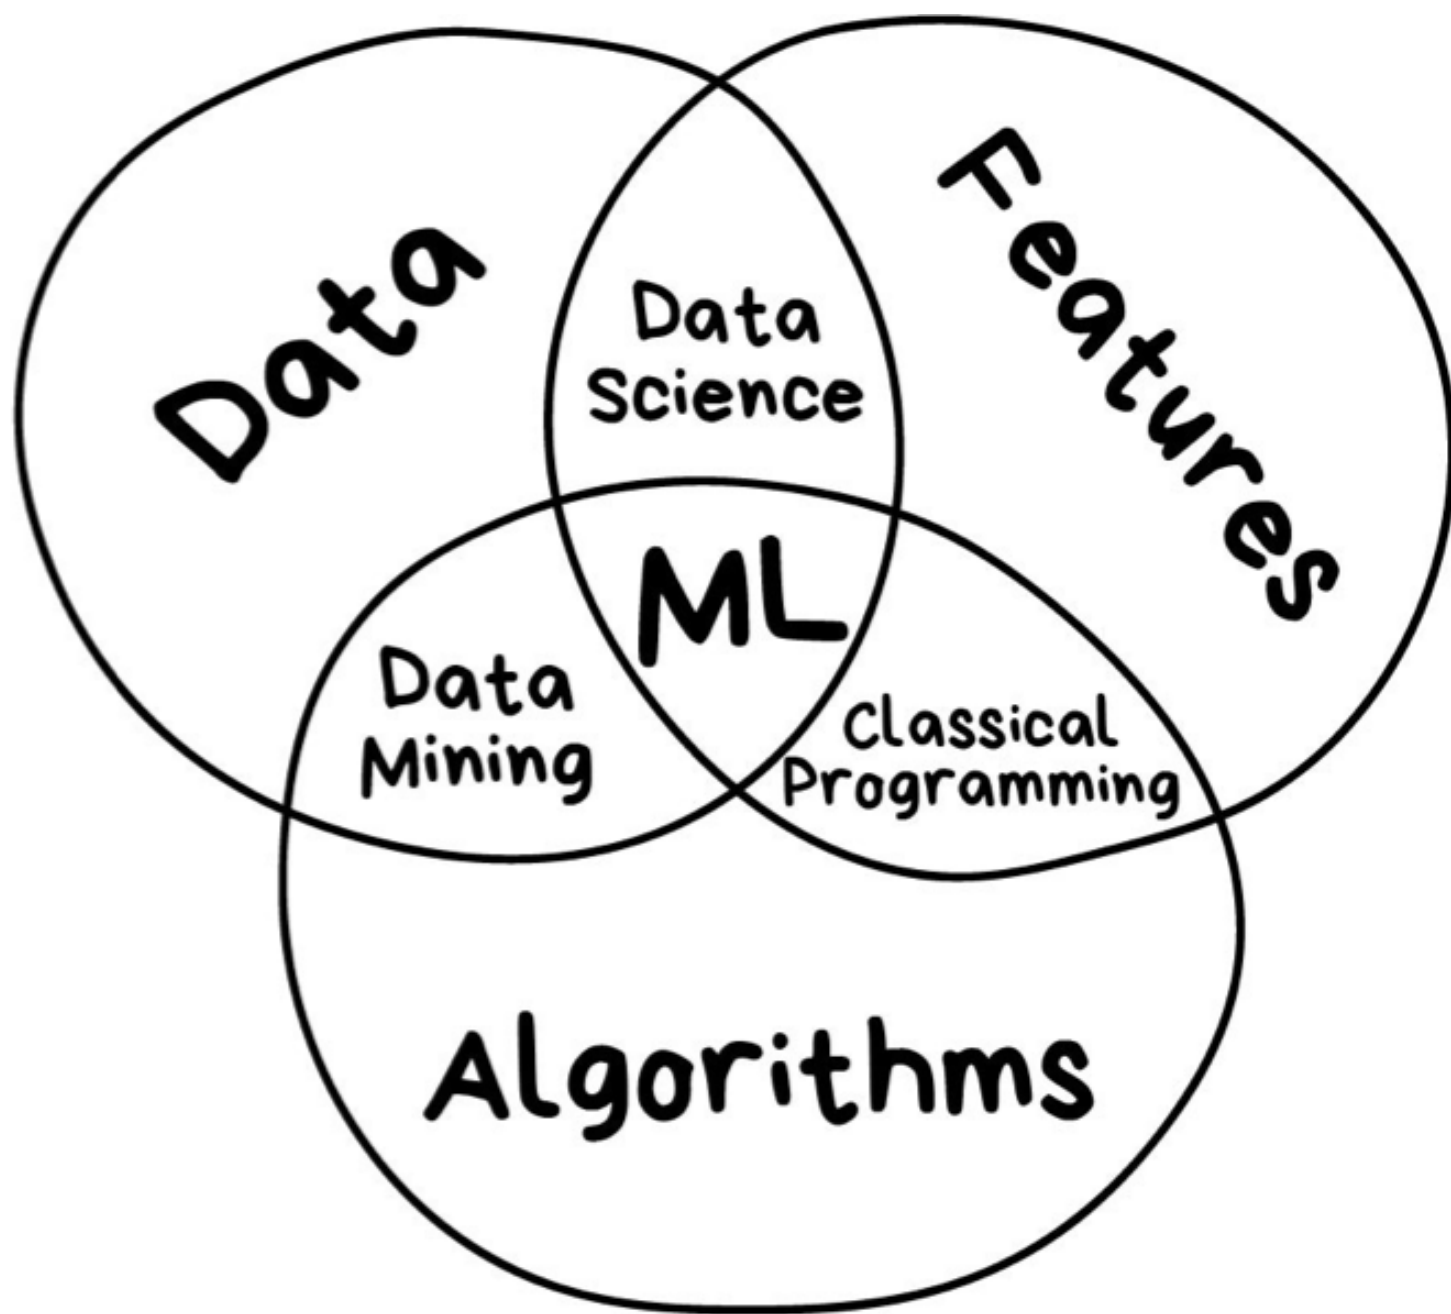 Data
Features
Data
Science
ML
Data
Mining
Classical
Programming
Algorithms